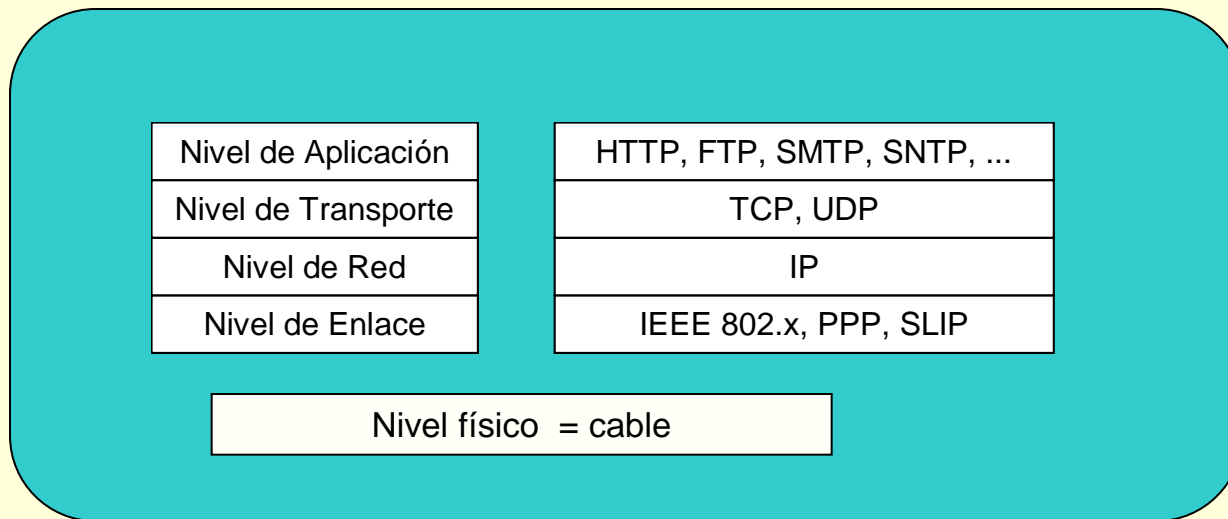 Nivel de Aplicación
HTTP, FTP, SMTP, SNTP, ...
Nivel de Transporte
TCP, UDP
Nivel de Red
IP
Nivel de Enlace
IEEE 802.x, PPP, SLIP
Nivel físico = cable